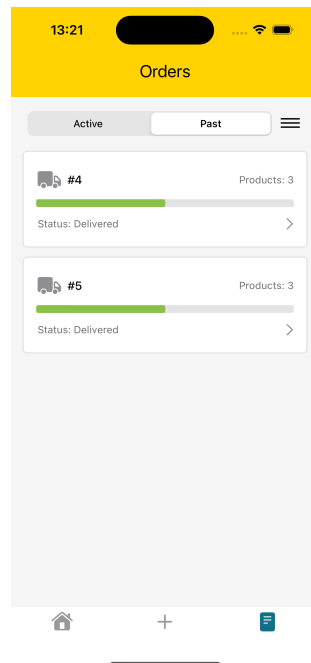 13:21
Orders
Active Past
#4 Products: 3
Status: Delivered
#5 Products: 3
Status: Delivered